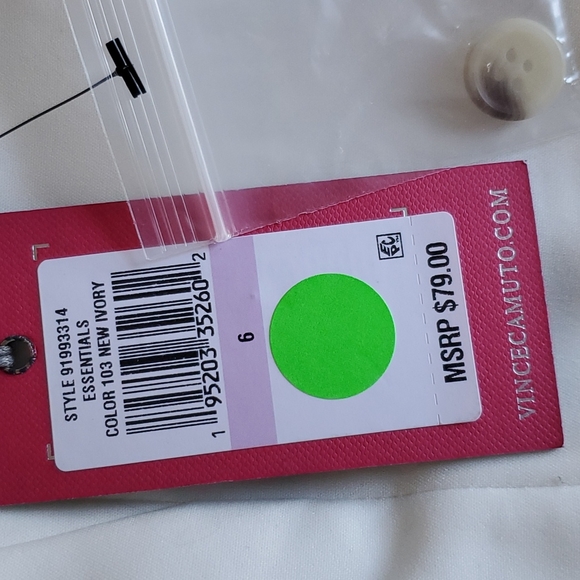 STYLE 91993314
ESSENTIALS
COLOR 103 NEW IVORY
1 95203 35260 2
6
MSRP $79.00
VINCECAMUTO.COM